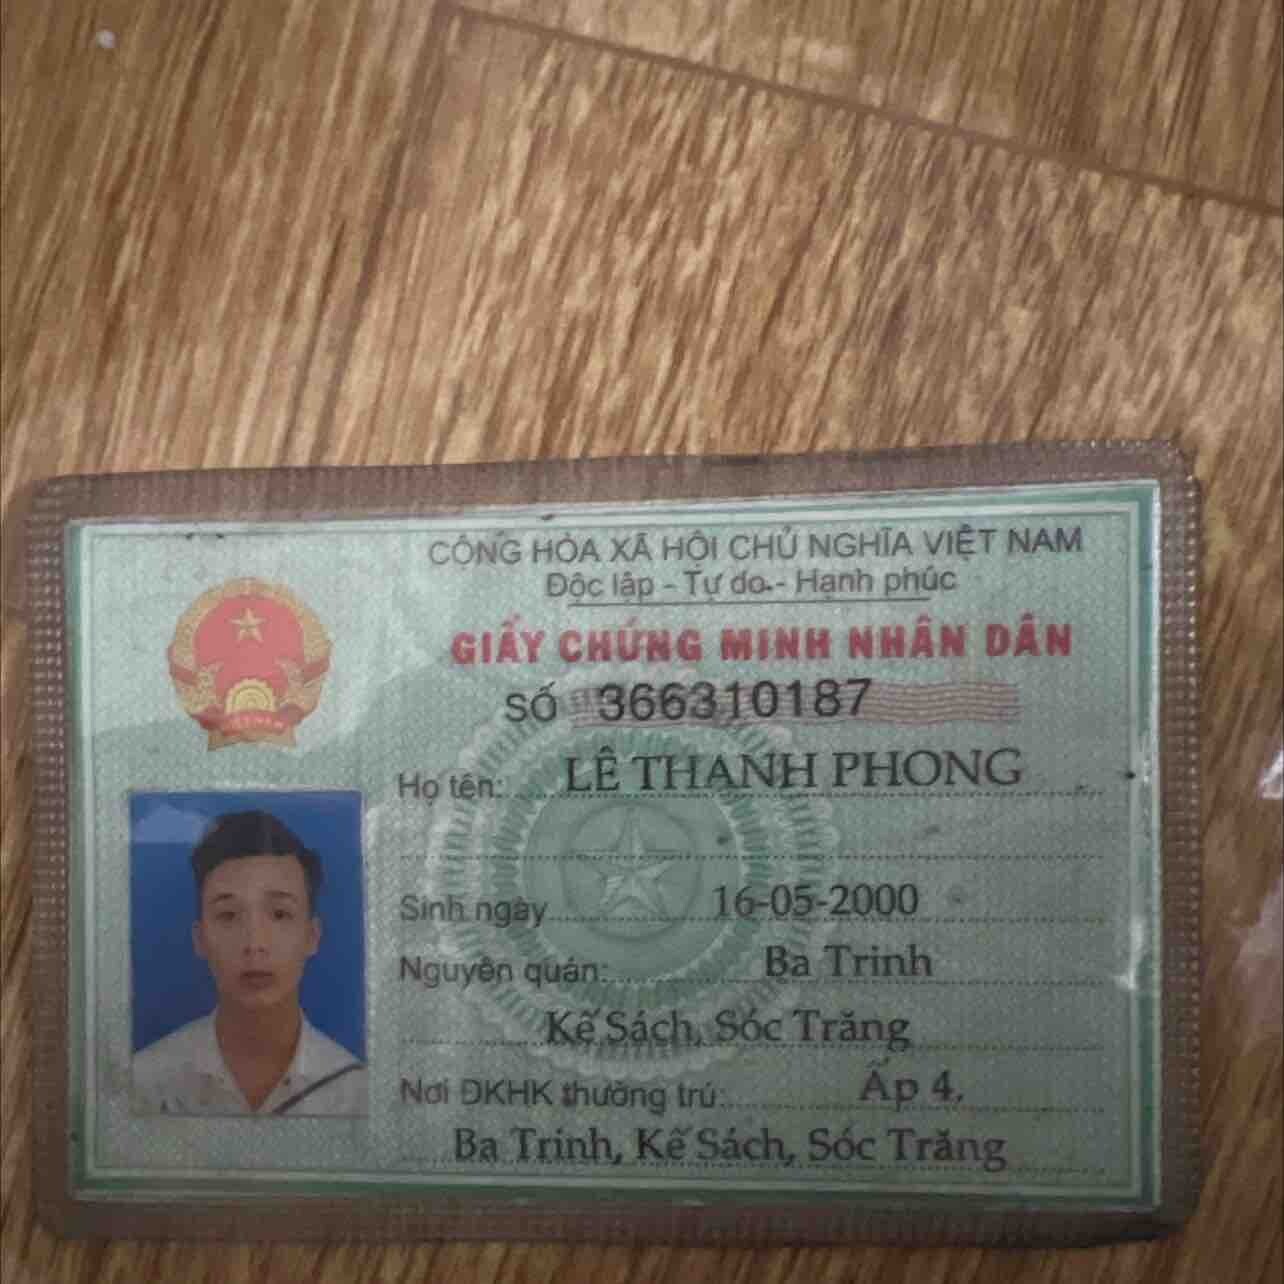 CỘNG HÒA XÃ HỘI CHỦ NGHĨA VIỆT NAM
Độc lập - Tự do - Hạnh phúc
GIẤY CHỨNG MINH NHÂN DÂN
SỐ 366310187
Họ tên: LÊ THANH PHONG
Sinh ngày 16-05-2000
Nguyên quán: Ba Trinh
Kế Sách, Sóc Trăng
Nơi ĐKHK thường trú: Ấp 4,
Ba Trinh, Kế Sách, Sóc Trăng
VIỆT NAM